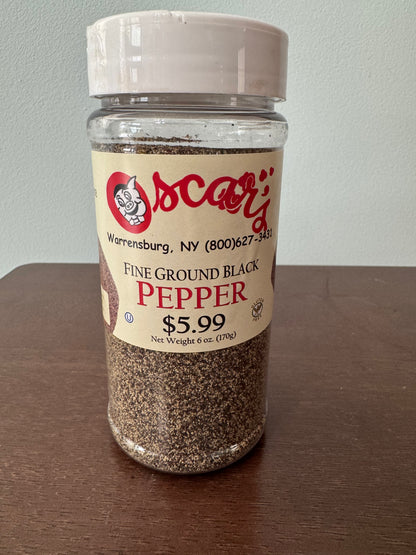 Oscar's
Warrensburg, NY (800)627-3431
FINE GROUND BLACK
PEPPER
$5.99
Net Weight 6 oz. (170g)
U